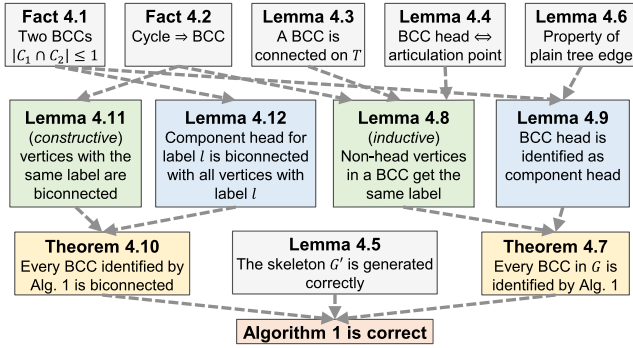 Fact 4.1
Two BCCs
|C₁ ∩ C₂| ≤ 1
Fact 4.2
Cycle ⇒ BCC
Lemma 4.3
A BCC is
connected on T
Lemma 4.4
BCC head ⇔
articulation point
Lemma 4.6
Property of
plain tree edge
Lemma 4.11
(constructive)
vertices with the
same label are
biconnected
Lemma 4.12
Component head for
label l is biconnected
with all vertices with
label l
Lemma 4.8
(inductive)
Non-head vertices
in a BCC get the
same label
Lemma 4.9
BCC head is
identified as
component head
Theorem 4.10
Every BCC identified by
Alg. 1 is biconnected
Lemma 4.5
The skeleton G′ is generated
correctly
Theorem 4.7
Every BCC in G is
identified by Alg. 1
Algorithm 1 is correct